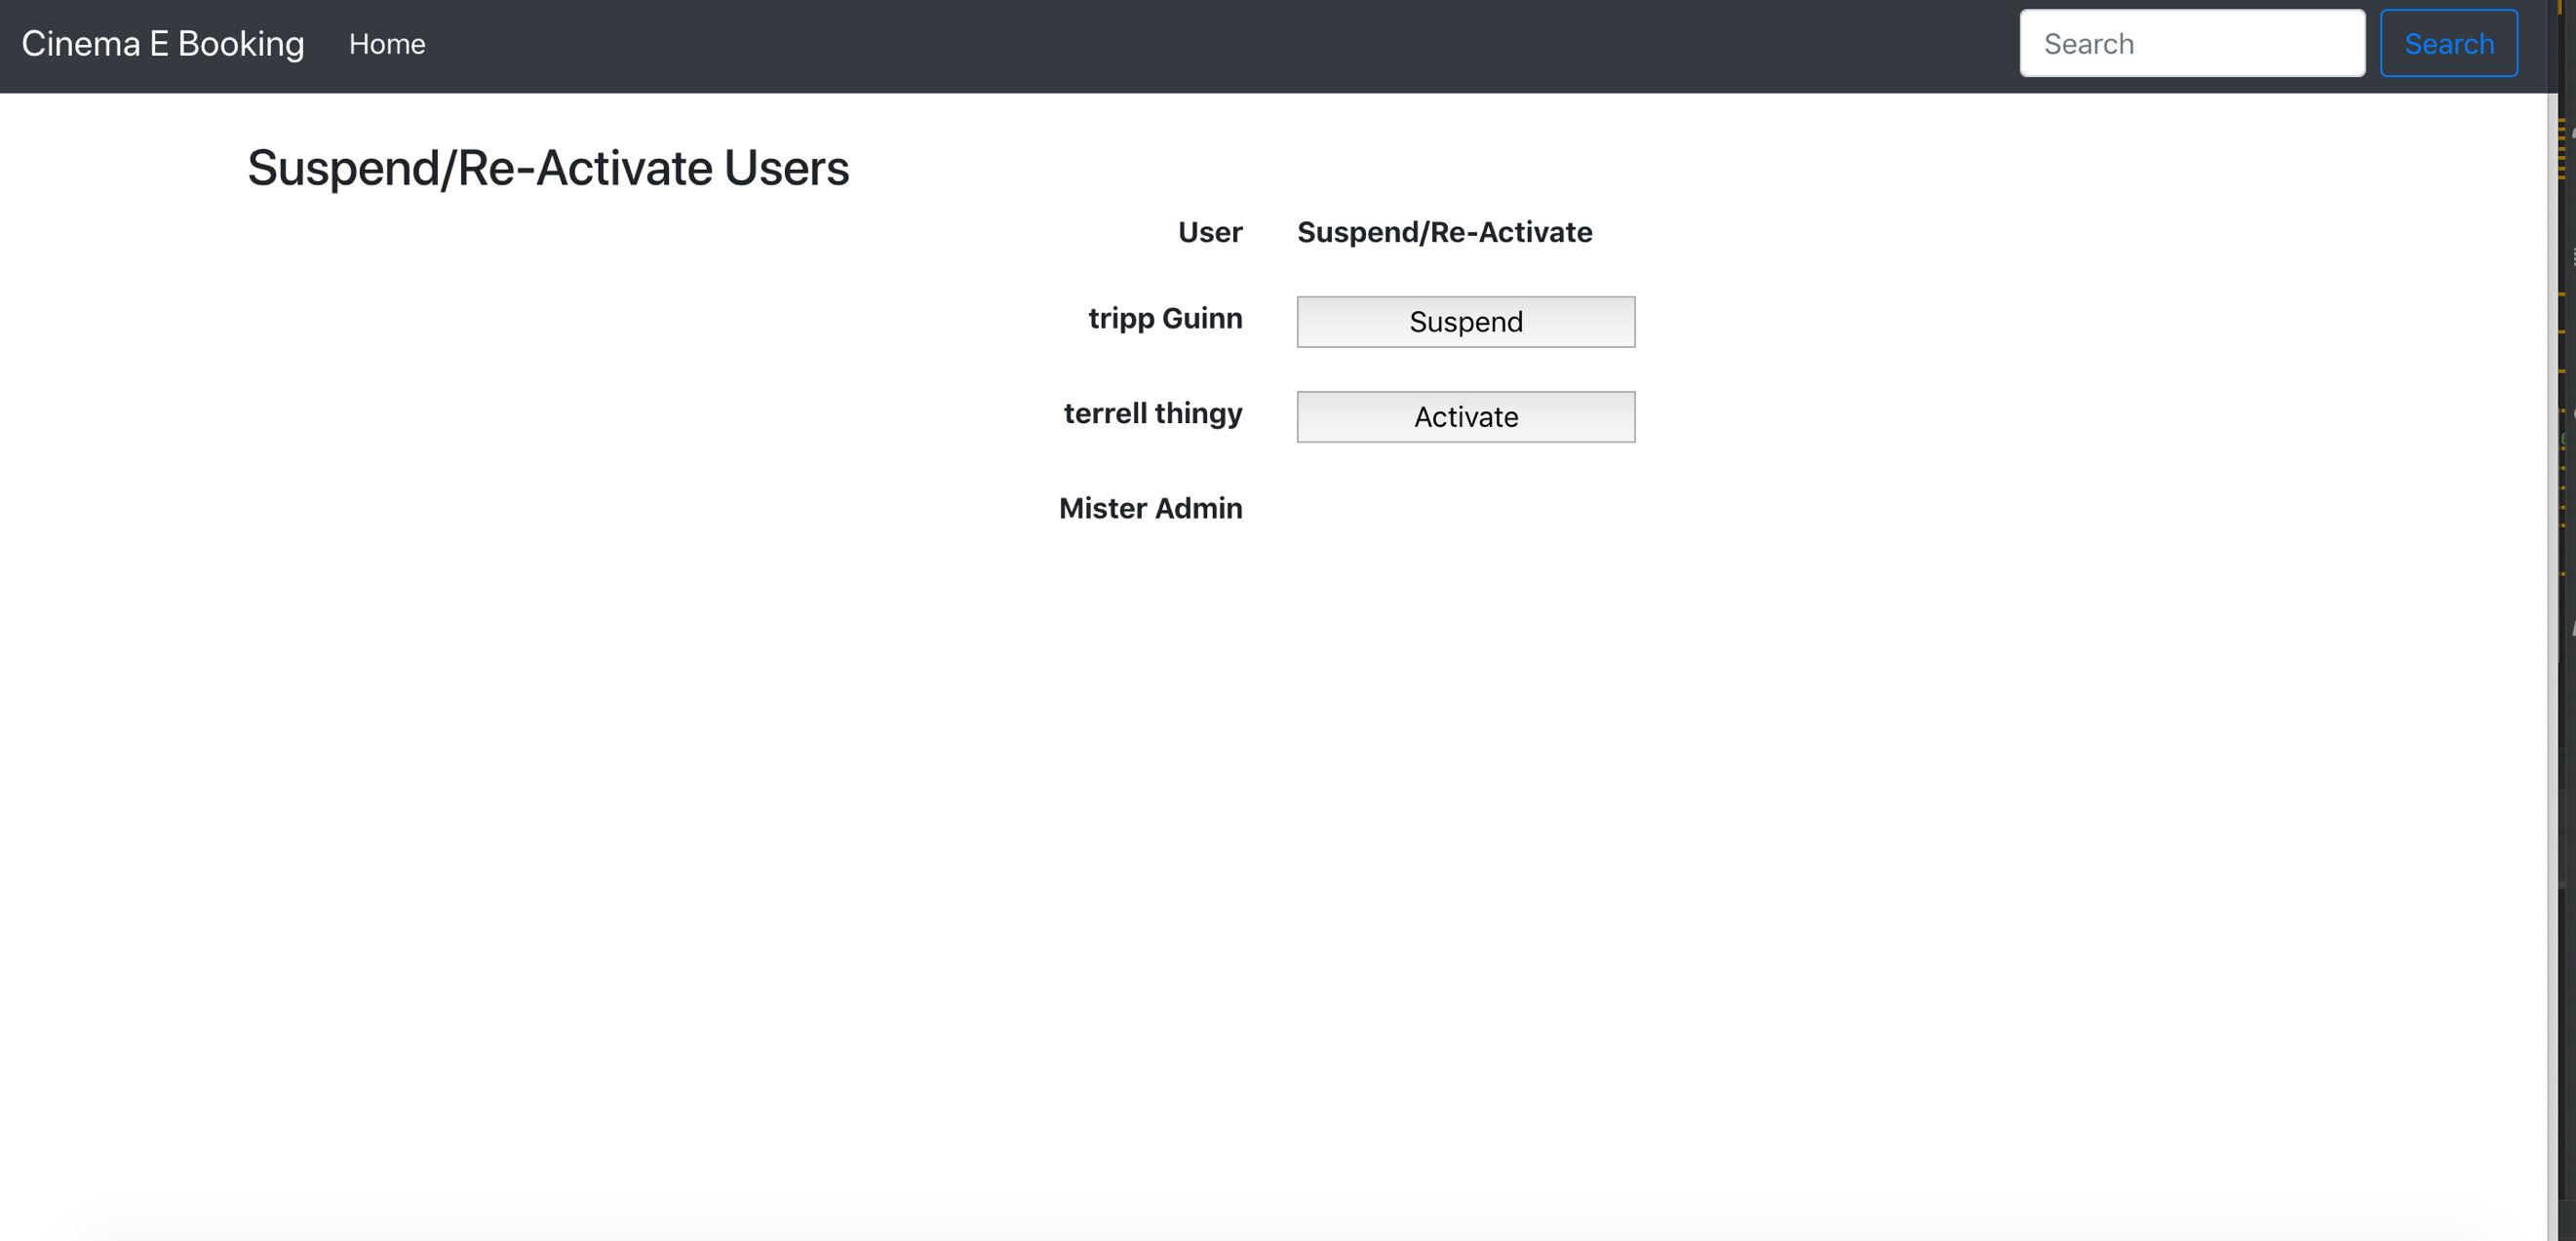 Cinema E Booking Home Search Search
Suspend/Re-Activate Users
User Suspend/Re-Activate
tripp Guinn Suspend
terrell thingy Activate
Mister Admin